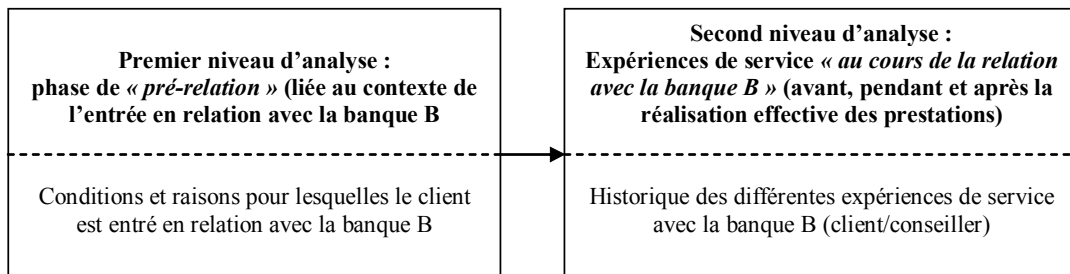 Premier niveau d’analyse :
phase de « pré-relation » (liée au contexte de
l’entrée en relation avec la banque B
Conditions et raisons pour lesquelles le client
est entré en relation avec la banque B
Second niveau d’analyse :
Expériences de service « au cours de la relation
avec la banque B » (avant, pendant et après la
réalisation effective des prestations)
Historique des différentes expériences de service
avec la banque B (client/conseiller)